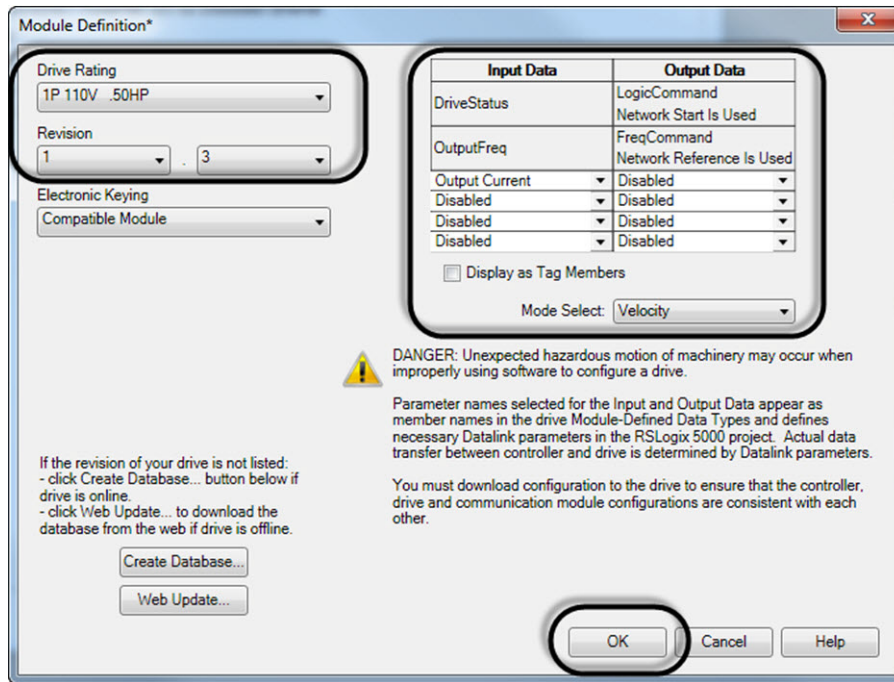 Module Definition*
Drive Rating
1P 110V .50HP
Revision
1 . 3
Electronic Keying
Compatible Module
If the revision of your drive is not listed:
- click Create Database... button below if
drive is online.
- click Web Update... to download the
database from the web if drive is offline.
Create Database...
Web Update...
Input Data Output Data
DriveStatus LogicCommand
Network Start Is Used
OutputFreq FreqCommand
Network Reference Is Used
Output Current Disabled
Disabled Disabled
Disabled Disabled
Disabled Disabled
Display as Tag Members
Mode Select: Velocity
DANGER: Unexpected hazardous motion of machinery may occur when
improperly using software to configure a drive.
Parameter names selected for the Input and Output Data appear as
member names in the drive Module-Defined Data Types and defines
necessary Datalink parameters in the RSLogix 5000 project. Actual data
transfer between controller and drive is determined by Datalink parameters.
You must download configuration to the drive to ensure that the controller,
drive and communication module configurations are consistent with each
other.
OK Cancel Help